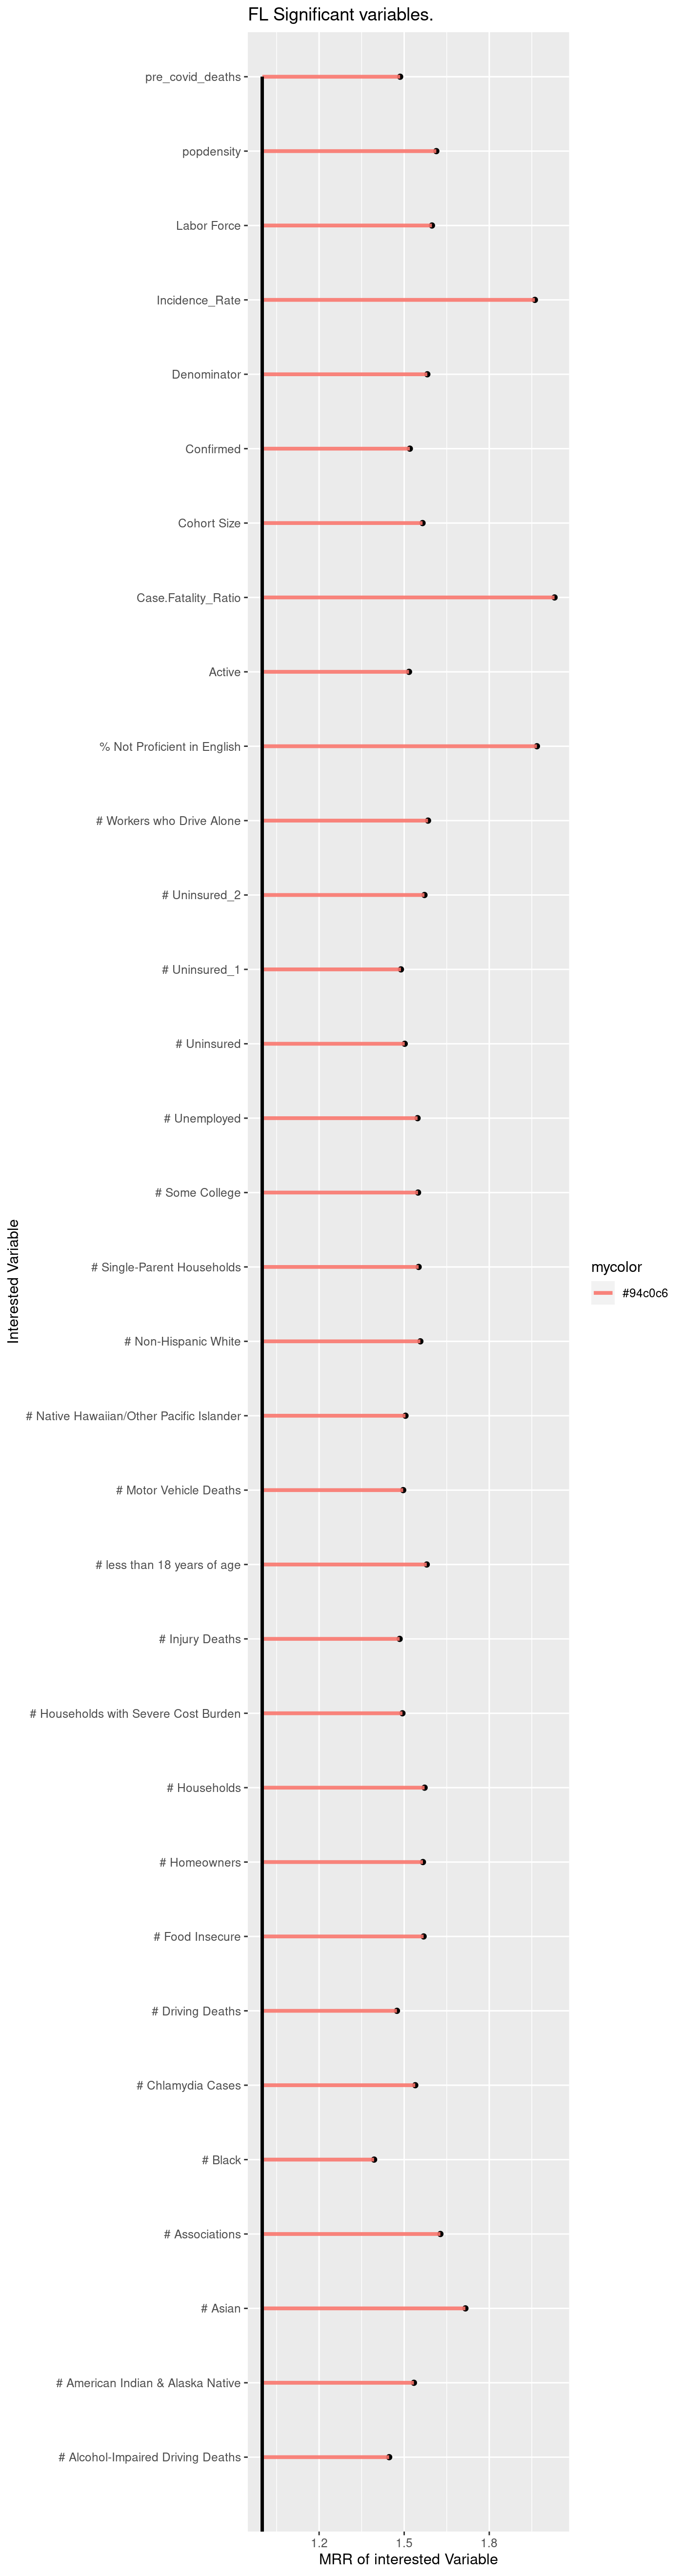 FL Significant variables.
pre_covid_deaths
popdensity
Labor Force
Incidence_Rate
Denominator
Confirmed
Cohort Size
Case.Fatality_Ratio
Active
% Not Proficient in English
# Workers who Drive Alone
# Uninsured_2
# Uninsured_1
# Uninsured
# Unemployed
# Some College
# Single-Parent Households
# Non-Hispanic White
# Native Hawaiian/Other Pacific Islander
# Motor Vehicle Deaths
# less than 18 years of age
# Injury Deaths
# Households with Severe Cost Burden
# Households
# Homeowners
# Food Insecure
# Driving Deaths
# Chlamydia Cases
# Black
# Associations
# Asian
# American Indian & Alaska Native
# Alcohol-Impaired Driving Deaths
Interested Variable
1.2 1.5 1.8
MRR of interested Variable
mycolor
#94c0c6